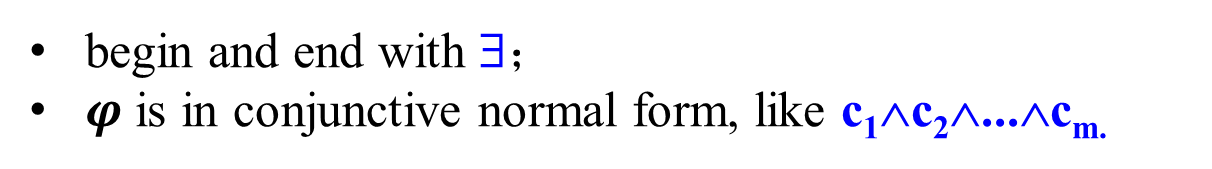 • begin and end with ∃；
• φ is in conjunctive normal form, like c₁∧c₂∧...∧cₘ.